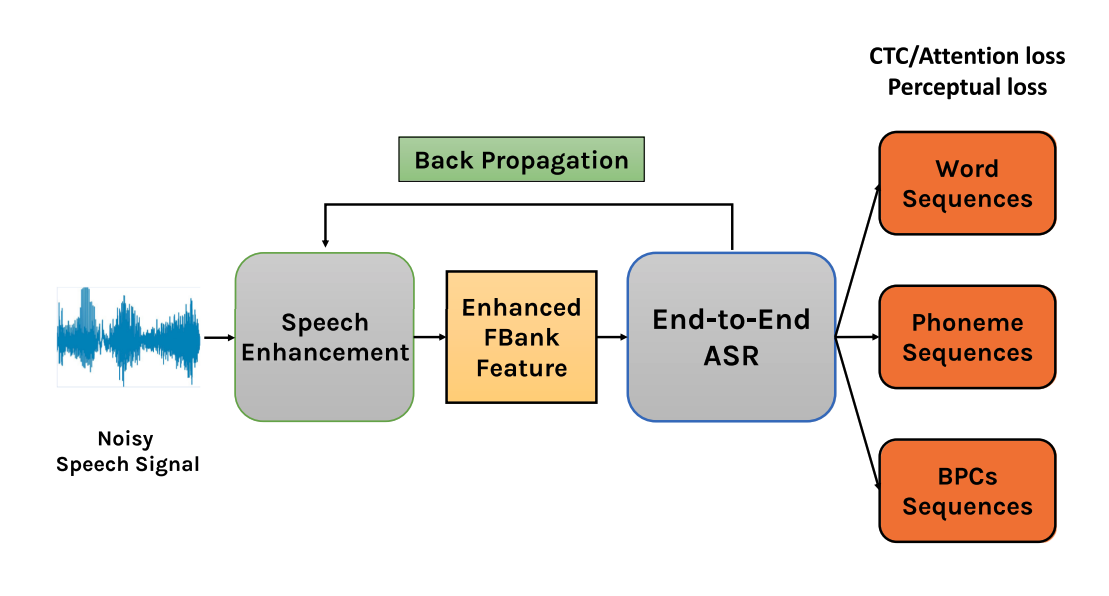 CTC/Attention loss
Perceptual loss
Back Propagation
Word
Sequences
Speech
Enhancement
Enhanced
FBank
Feature
End-to-End
ASR
Phoneme
Sequences
Noisy
Speech Signal
BPCs
Sequences